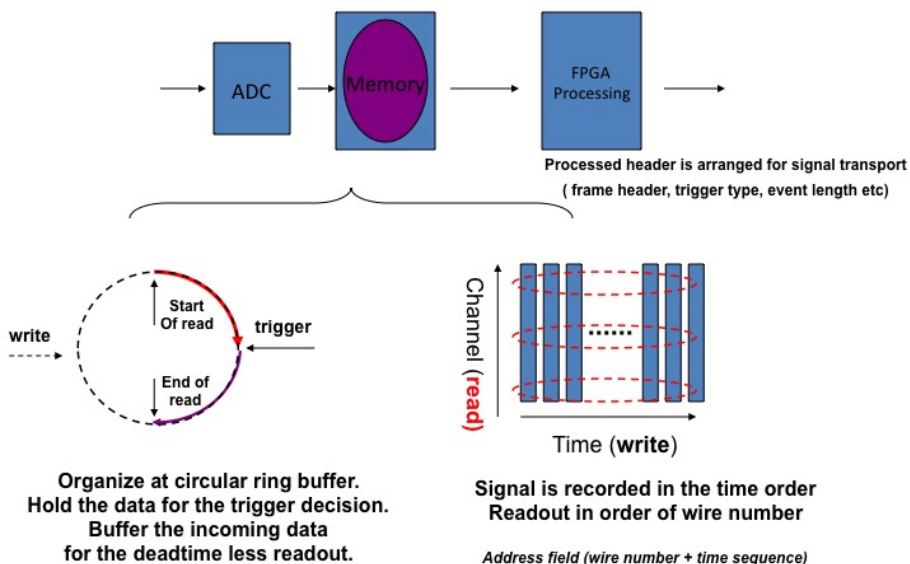 ADC
Memory
FPGA
Processing
Processed header is arranged for signal transport
( frame header, trigger type, event length etc)
Start
Of read
write
trigger
End of
read
Channel (read)
Time (write)
Organize at circular ring buffer.
Hold the data for the trigger decision.
Buffer the incoming data
for the deadtime less readout.
Signal is recorded in the time order
Readout in order of wire number
Address field (wire number + time sequence)